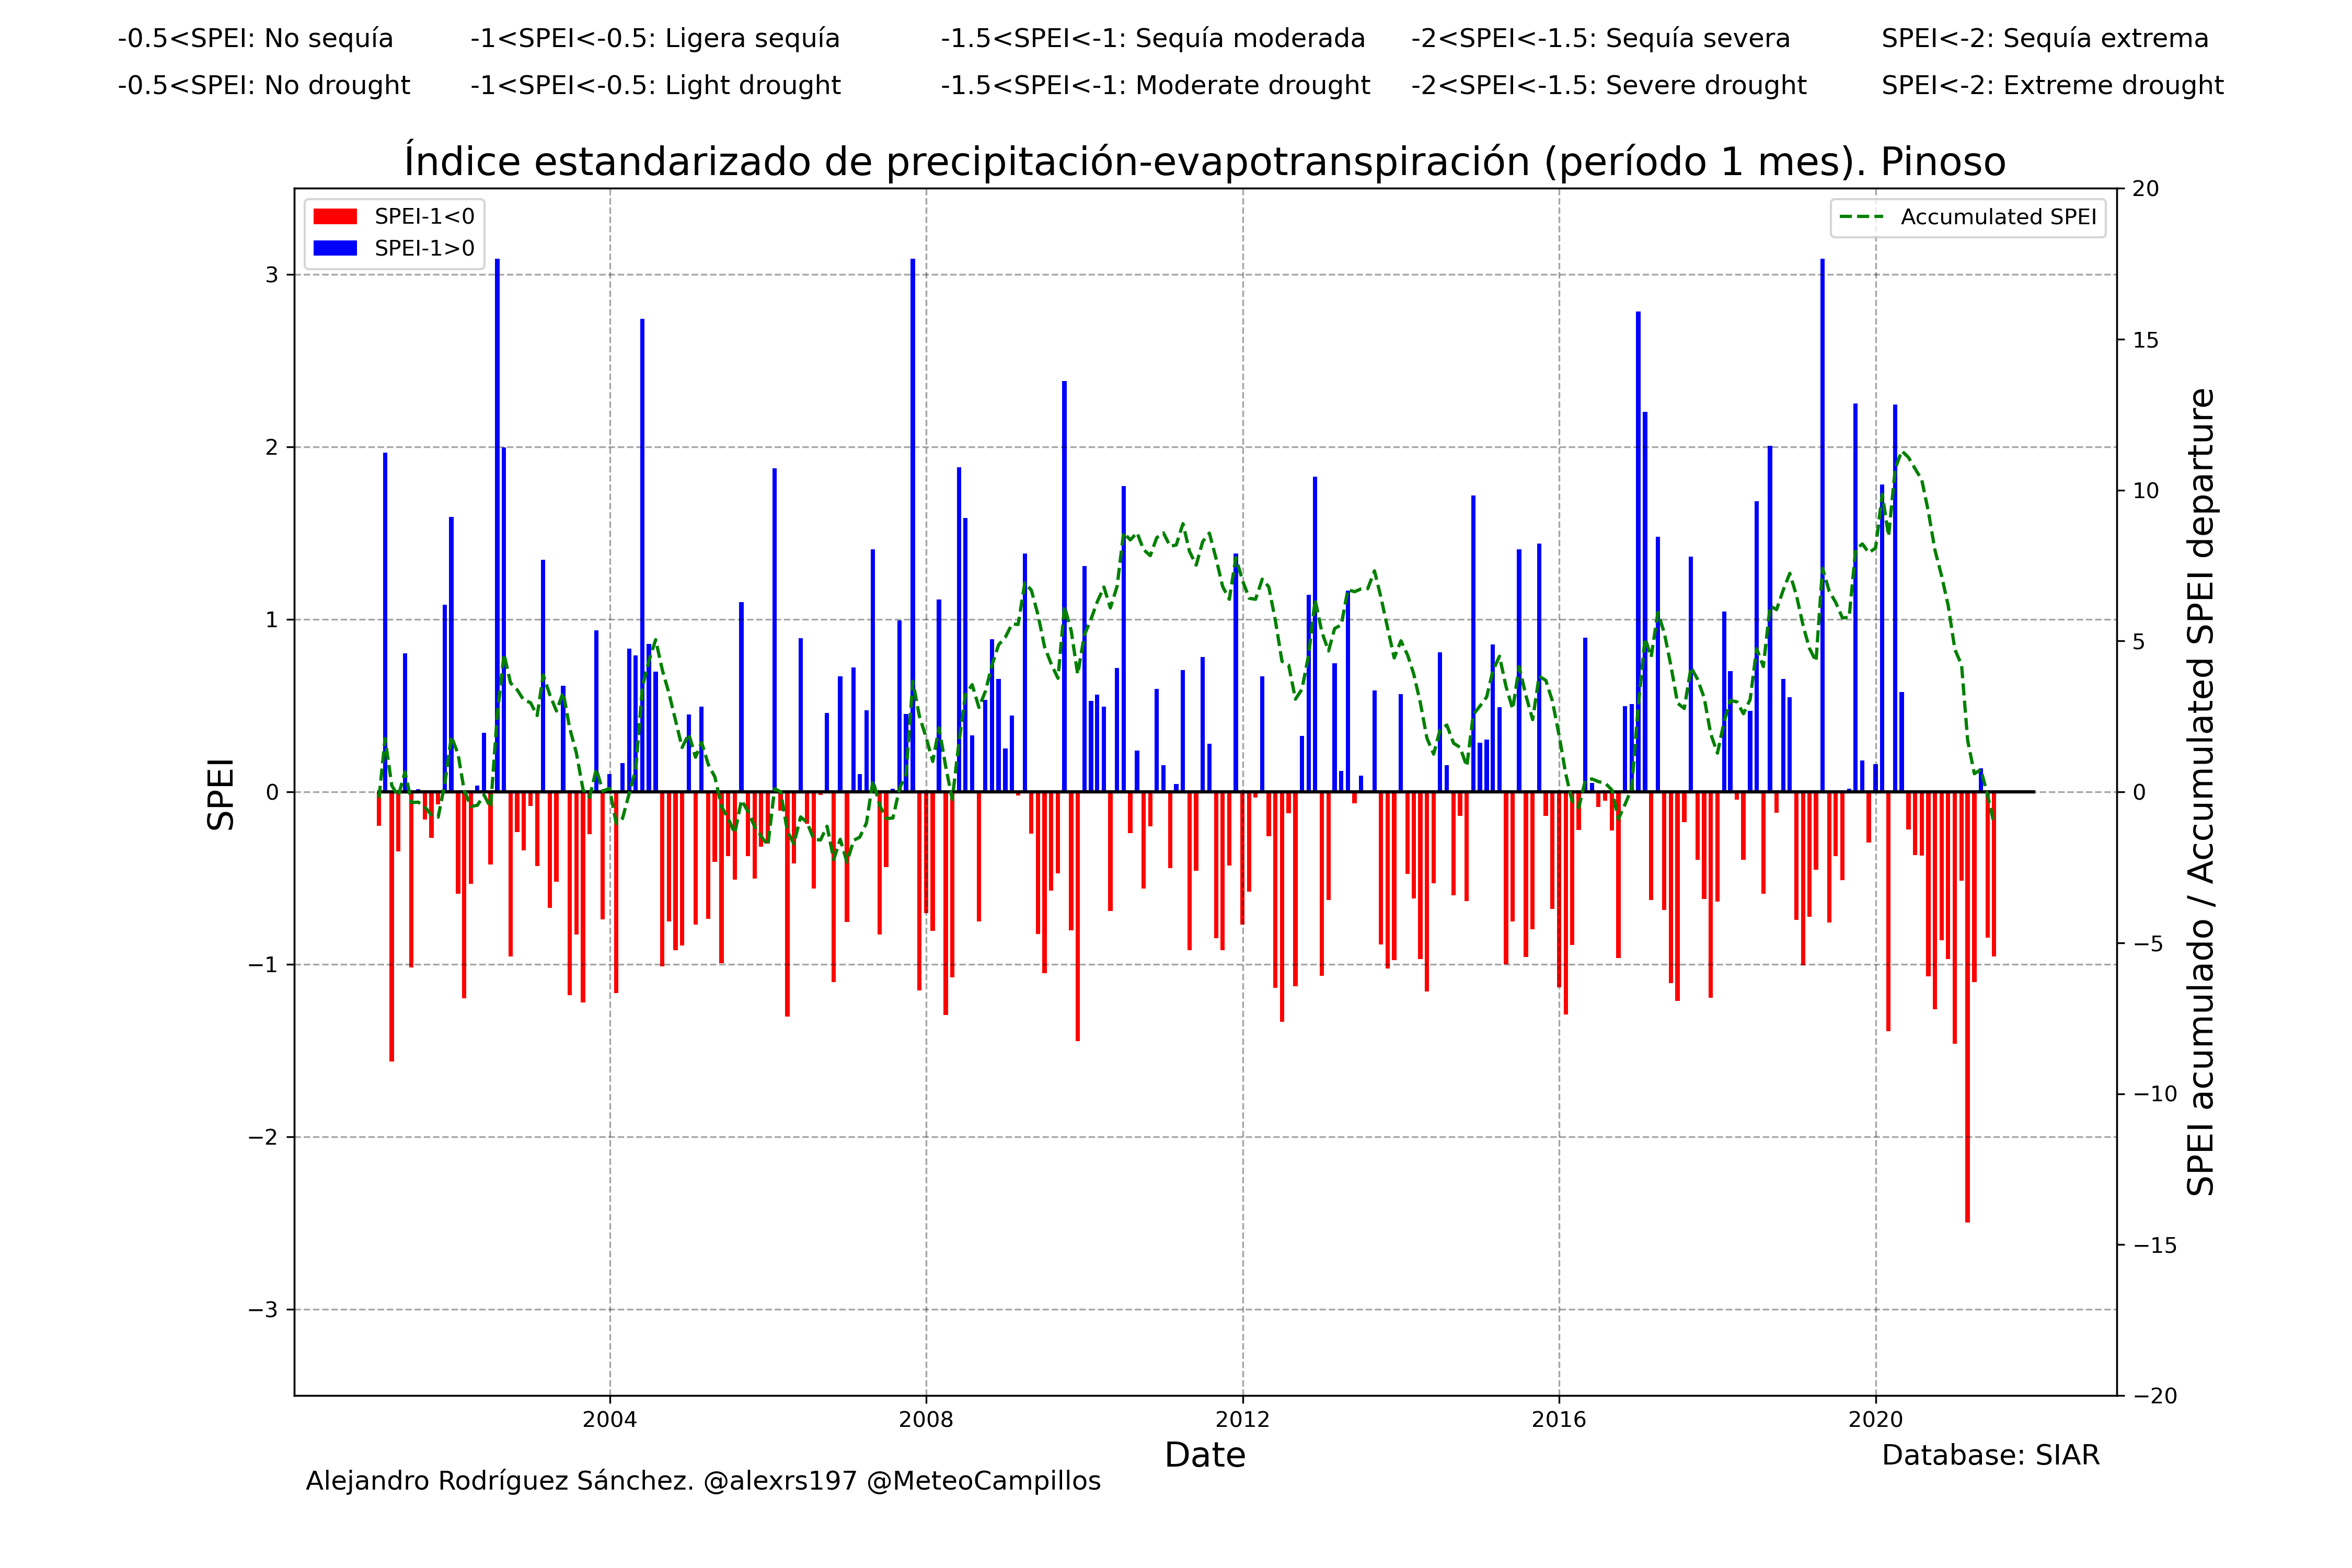 -0.5<SPEI: No sequía
-1<SPEI<-0.5: Ligera sequía
-1.5<SPEI<-1: Sequía moderada
-2<SPEI<-1.5: Sequía severa
SPEI<-2: Sequía extrema
-0.5<SPEI: No drought
-1<SPEI<-0.5: Light drought
-1.5<SPEI<-1: Moderate drought
-2<SPEI<-1.5: Severe drought
SPEI<-2: Extreme drought
Índice estandarizado de precipitación-evapotranspiración (período 1 mes). Pinoso
SPEI-1<0
SPEI-1>0
Accumulated SPEI
3
2
1
0
−1
−2
−3
SPEI
20
15
10
5
0
−5
−10
−15
−20
SPEI acumulado / Accumulated SPEI departure
2004
2008
2012
2016
2020
Date
Database: SIAR
Alejandro Rodríguez Sánchez. @alexrs197 @MeteoCampillos